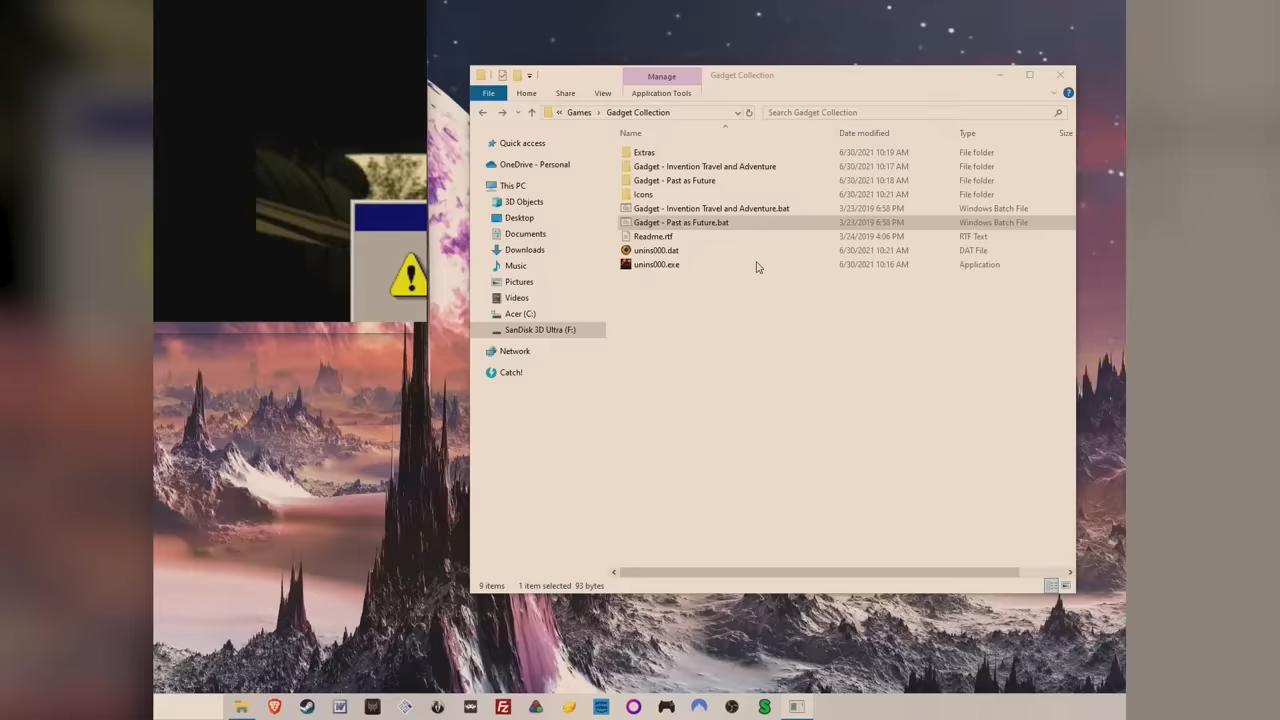 Manage
Gadget Collection
File
Home
Share
View
Application Tools
« Games > Gadget Collection
Search Gadget Collection
Name
Date modified
Type
Size
Quick access
OneDrive - Personal
This PC
3D Objects
Desktop
Documents
Downloads
Music
Pictures
Videos
Acer (C:)
SanDisk 3D Ultra (F:)
Network
Catch!
Extras 6/30/2021 10:19 AM File folder
Gadget - Invention Travel and Adventure 6/30/2021 10:17 AM File folder
Gadget - Past as Future 6/30/2021 10:18 AM File folder
Icons 6/30/2021 10:21 AM File folder
Gadget - Invention Travel and Adventure.bat 3/23/2019 6:58 PM Windows Batch File
Gadget - Past as Future.bat 3/23/2019 6:58 PM Windows Batch File
Readme.rtf 3/24/2019 4:06 PM RTF Text
unins000.dat 6/30/2021 10:21 AM DAT File
unins000.exe 6/30/2021 10:16 AM Application
9 items 1 item selected 93 bytes